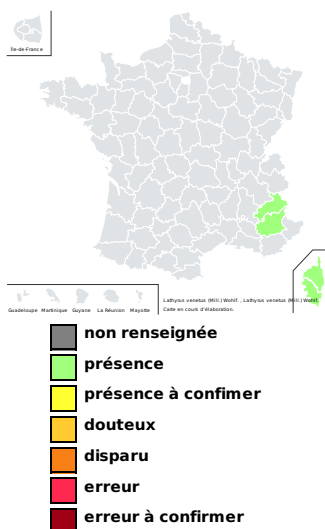 Île-de-France
Guadeloupe Martinique Guyane La Réunion Mayotte
Lathyrus venetus (Mill.) Wohlf. , Lathyrus venetus (Mill.) Wohlf.
Carte en cours d'élaboration.
non renseignée
présence
présence à confimer
douteux
disparu
erreur
erreur à confirmer